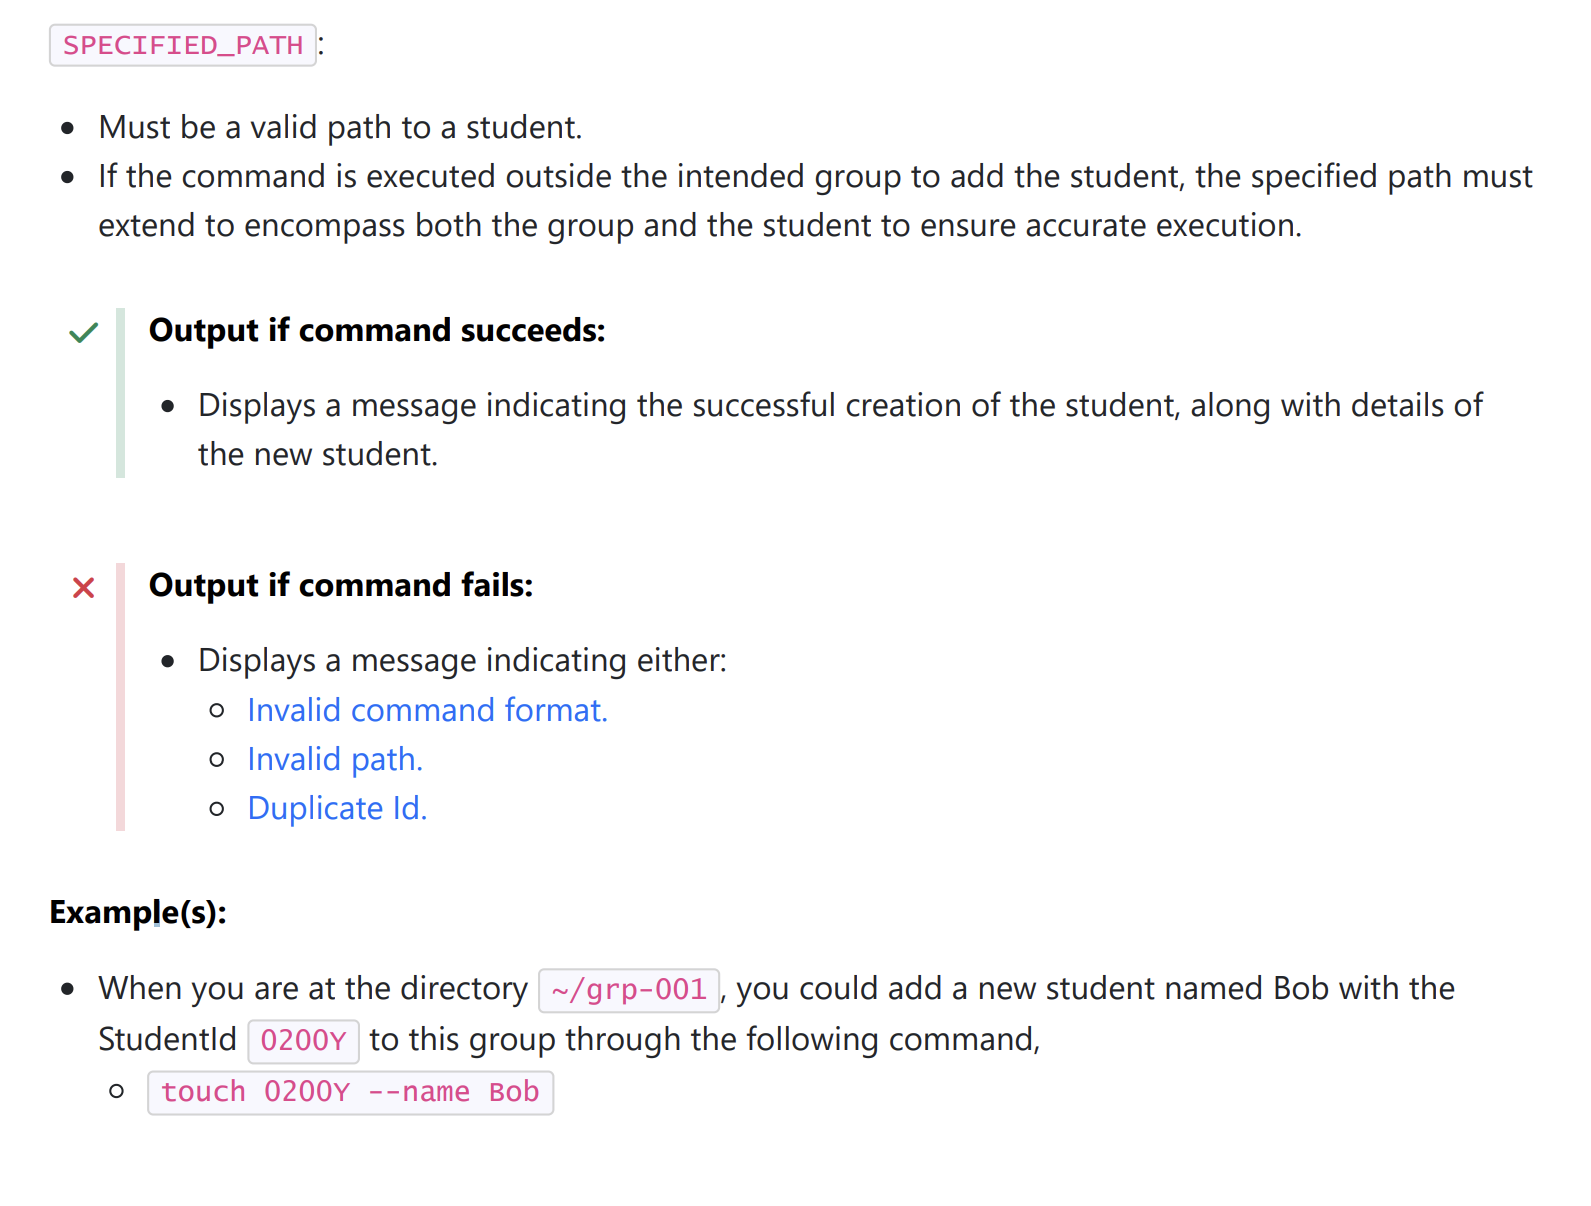 SPECIFIED_PATH:
Must be a valid path to a student.
If the command is executed outside the intended group to add the student, the specified path must
extend to encompass both the group and the student to ensure accurate execution.
Output if command succeeds:
Displays a message indicating the successful creation of the student, along with details of
the new student.
Output if command fails:
Displays a message indicating either:
Invalid command format.
Invalid path.
Duplicate Id.
Example(s):
When you are at the directory ~/grp-001, you could add a new student named Bob with the
StudentId 0200Y to this group through the following command,
touch 0200Y --name Bob